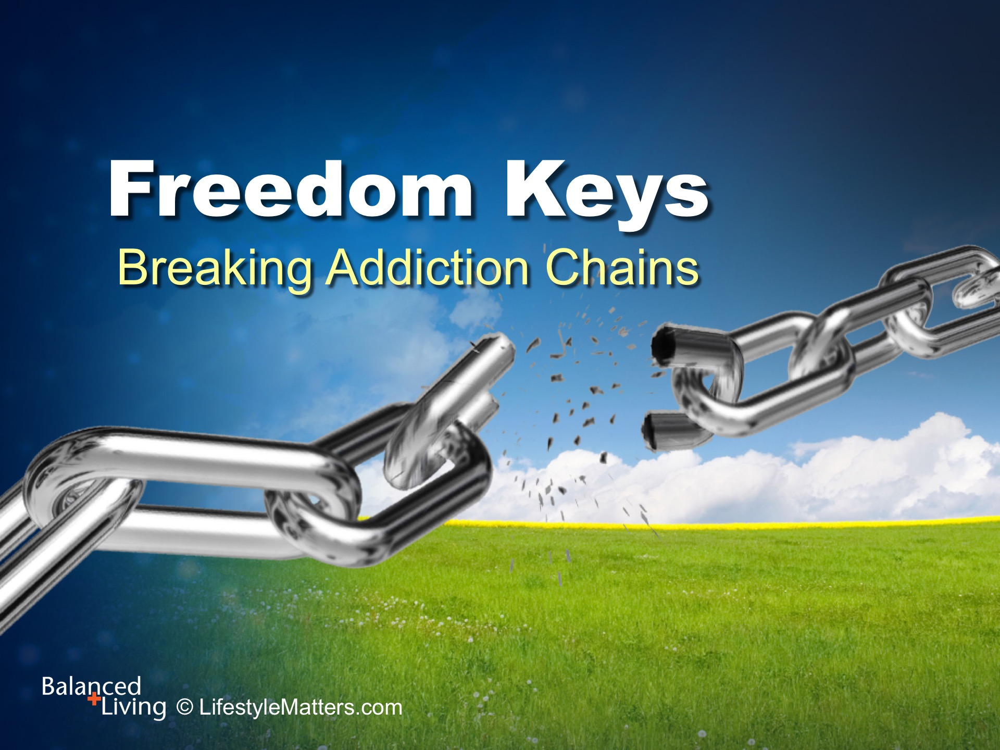 Freedom Keys
Breaking Addiction Chains
Balanced
Living © LifestyleMatters.com